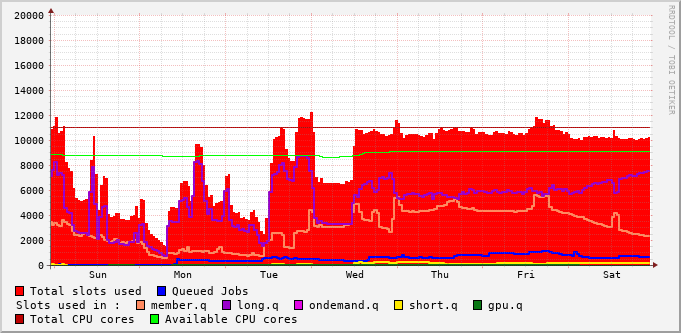 20000
18000
16000
14000
12000
10000
8000
6000
4000
2000
0
Sun Mon Tue Wed Thu Fri Sat
RRDTOOL / TOBI OETIKER
Total slots used Queued Jobs
Slots used in : member.q long.q ondemand.q short.q gpu.q
Total CPU cores Available CPU cores